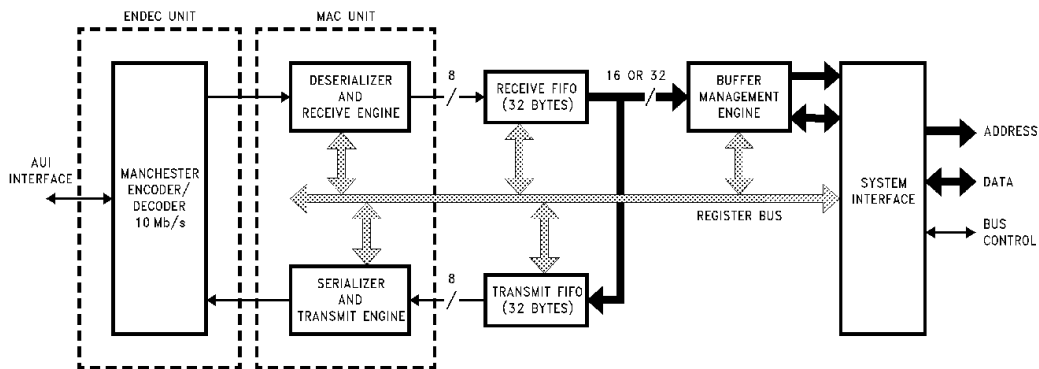 ENDEC UNIT
MAC UNIT
AUI
INTERFACE
MANCHESTER
ENCODER/
DECODER
10 Mb/s
DESERIALIZER
AND
RECEIVE ENGINE
8
RECEIVE FIFO
(32 BYTES)
16 OR 32
BUFFER
MANAGEMENT
ENGINE
REGISTER BUS
SYSTEM
INTERFACE
ADDRESS
DATA
BUS
CONTROL
SERIALIZER
AND
TRANSMIT ENGINE
8
TRANSMIT FIFO
(32 BYTES)